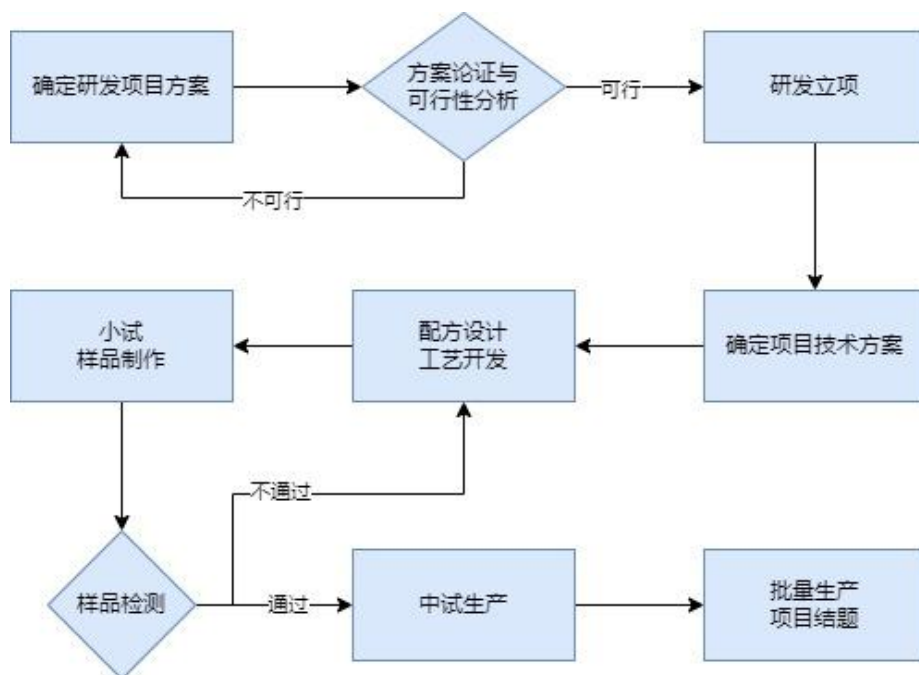 确定研发项目方案
方案论证与
可行性分析
可行
研发立项
不可行
小试
样品制作
配方设计
工艺开发
确定项目技术方案
不通过
样品检测
通过
中试生产
批量生产
项目结题